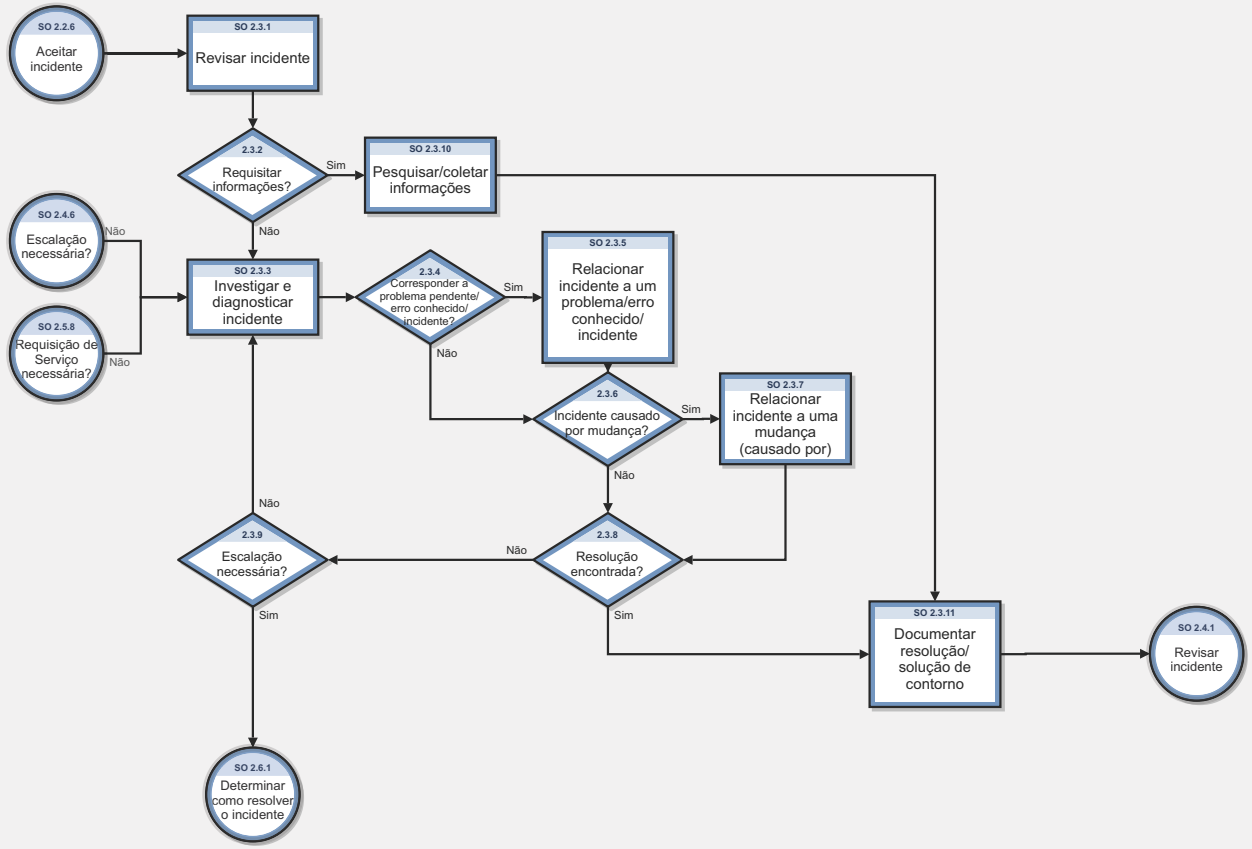 SO 2.2.6
Aceitar
incidente
SO 2.3.1
Revisar incidente
2.3.2
Requisitar
informações?
Sim
Não
SO 2.3.10
Pesquisar/coletar
informações
SO 2.4.6
Escalação
necessária?
Não
SO 2.5.8
Requisição de
Serviço
necessária?
Não
SO 2.3.3
Investigar e
diagnosticar
incidente
2.3.4
Corresponder a
problema pendente/
erro conhecido/
incidente?
Sim
Não
SO 2.3.5
Relacionar
incidente a um
problema/erro
conhecido/
incidente
2.3.6
Incidente causado
por mudança?
Sim
Não
SO 2.3.7
Relacionar
incidente a uma
mudança
(causado por)
2.3.8
Resolução
encontrada?
Não
Sim
2.3.9
Escalação
necessária?
Não
Sim
SO 2.3.11
Documentar
resolução/
solução de
contorno
SO 2.4.1
Revisar
incidente
SO 2.6.1
Determinar
como resolver
o incidente